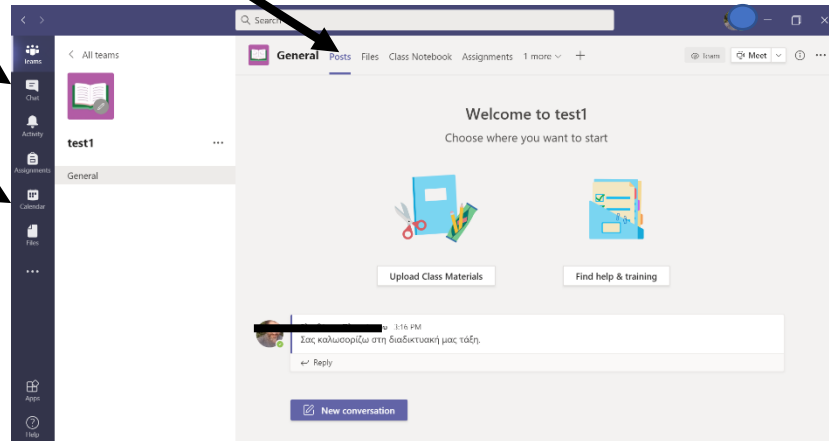 Search
Teams
Chat
Activity
Assignments
Calendar
Files
Apps
Help
All teams
test1
General
General Posts Files Class Notebook Assignments 1 more
Team
Meet
Welcome to test1
Choose where you want to start
Upload Class Materials
Find help & training
3:16 PM
Σας καλωσορίζω στη διαδικτυακή μας τάξη.
Reply
New conversation